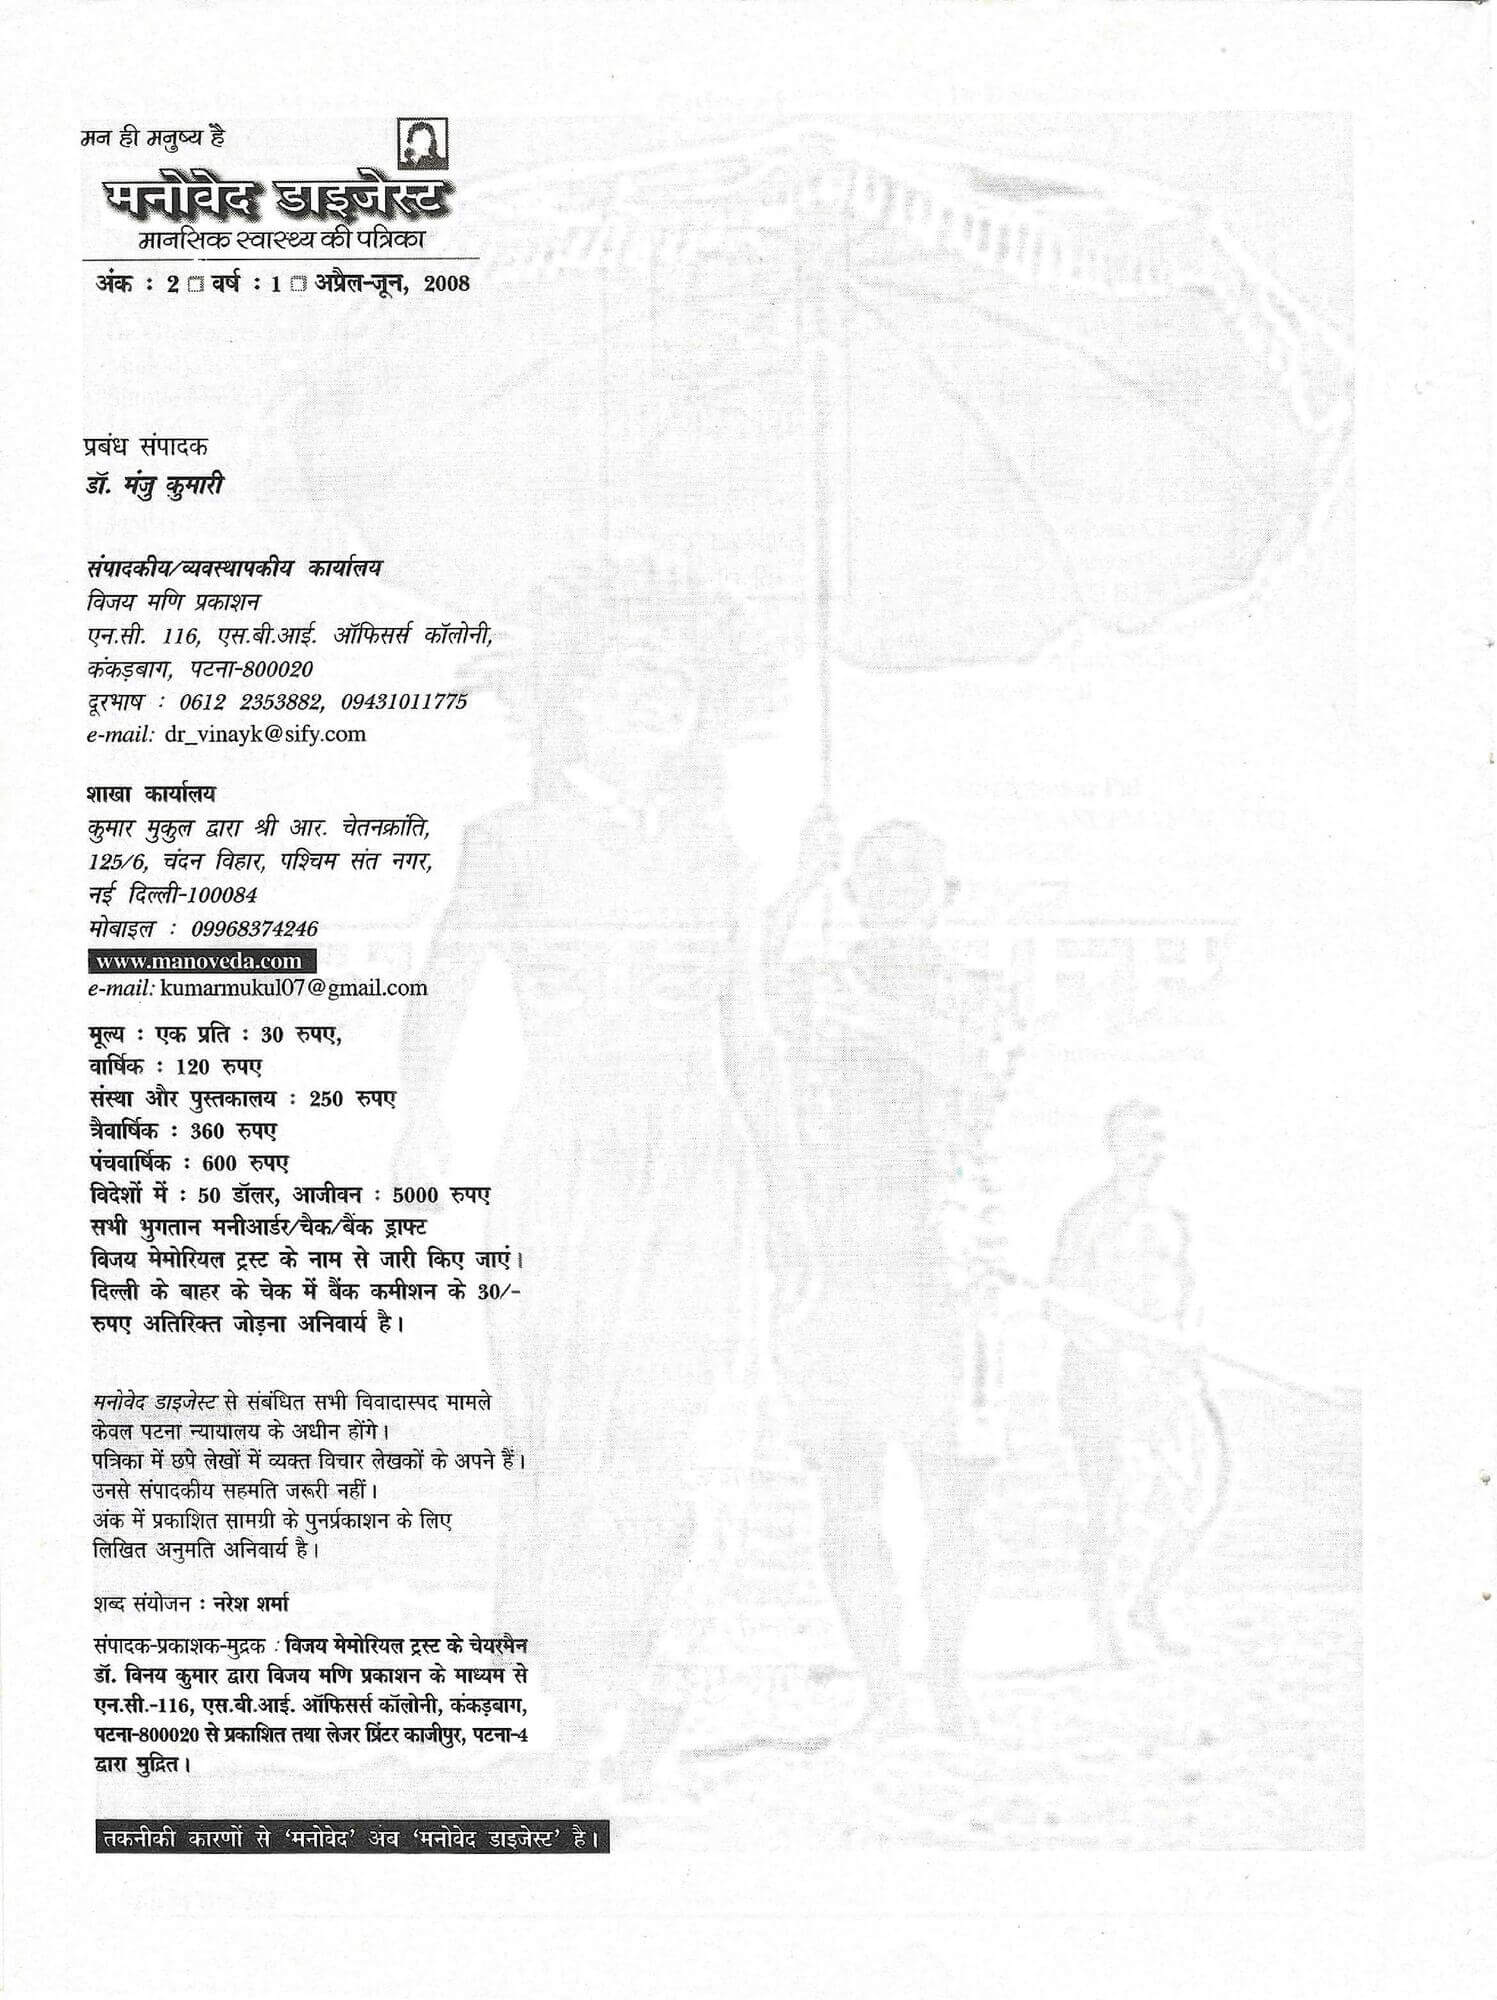 मन ही मनुष्य है
मनोवेद डाइजेस्ट
मानसिक स्वास्थ्य की पत्रिका
अंक : 2 □ वर्ष : 1 □ अप्रैल-जून, 2008
प्रबंध संपादक
डॉ. मंजु कुमारी
संपादकीय/व्यवस्थापकीय कार्यालय
विजय मणि प्रकाशन
एन.सी. 116, एस.बी.आई. ऑफिसर्स कॉलोनी,
कंकड़बाग, पटना-800020
दूरभाष : 0612 2353882, 09431011775
e-mail: dr_vinayk@sify.com
शाखा कार्यालय
कुमार मुकुल द्वारा श्री आर. चेतनक्रांति,
125/6, चंदन विहार, पश्चिम संत नगर,
नई दिल्ली-100084
मोबाइल : 09968374246
www.manoveda.com
e-mail: kumarmukul07@gmail.com
मूल्य : एक प्रति : 30 रुपए,
वार्षिक : 120 रुपए
संस्था और पुस्तकालय : 250 रुपए
त्रैवार्षिक : 360 रुपए
पंचवार्षिक : 600 रुपए
विदेशों में : 50 डॉलर, आजीवन : 5000 रुपए
सभी भुगतान मनीआर्डर/चैक/बैंक ड्राफ्ट
विजय मेमोरियल ट्रस्ट के नाम से जारी किए जाएं।
दिल्ली के बाहर के चेक में बैंक कमीशन के 30/-
रुपए अतिरिक्त जोड़ना अनिवार्य है।
मनोवेद डाइजेस्ट से संबंधित सभी विवादास्पद मामले
केवल पटना न्यायालय के अधीन होंगे।
पत्रिका में छपे लेखों में व्यक्त विचार लेखकों के अपने हैं।
उनसे संपादकीय सहमति जरूरी नहीं।
अंक में प्रकाशित सामग्री के पुनर्प्रकाशन के लिए
लिखित अनुमति अनिवार्य है।
शब्द संयोजन : नरेश शर्मा
संपादक-प्रकाशक-मुद्रक : विजय मेमोरियल ट्रस्ट के चेयरमैन
डॉ. विनय कुमार द्वारा विजय मणि प्रकाशन के माध्यम से
एन.सी.-116, एस.बी.आई. ऑफिसर्स कॉलोनी, कंकड़बाग,
पटना-800020 से प्रकाशित तथा लेजर प्रिंटर काजीपुर, पटना-4
द्वारा मुद्रित।
तकनीकी कारणों से ‘मनोवेद’ अब ‘मनोवेद डाइजेस्ट’ है।